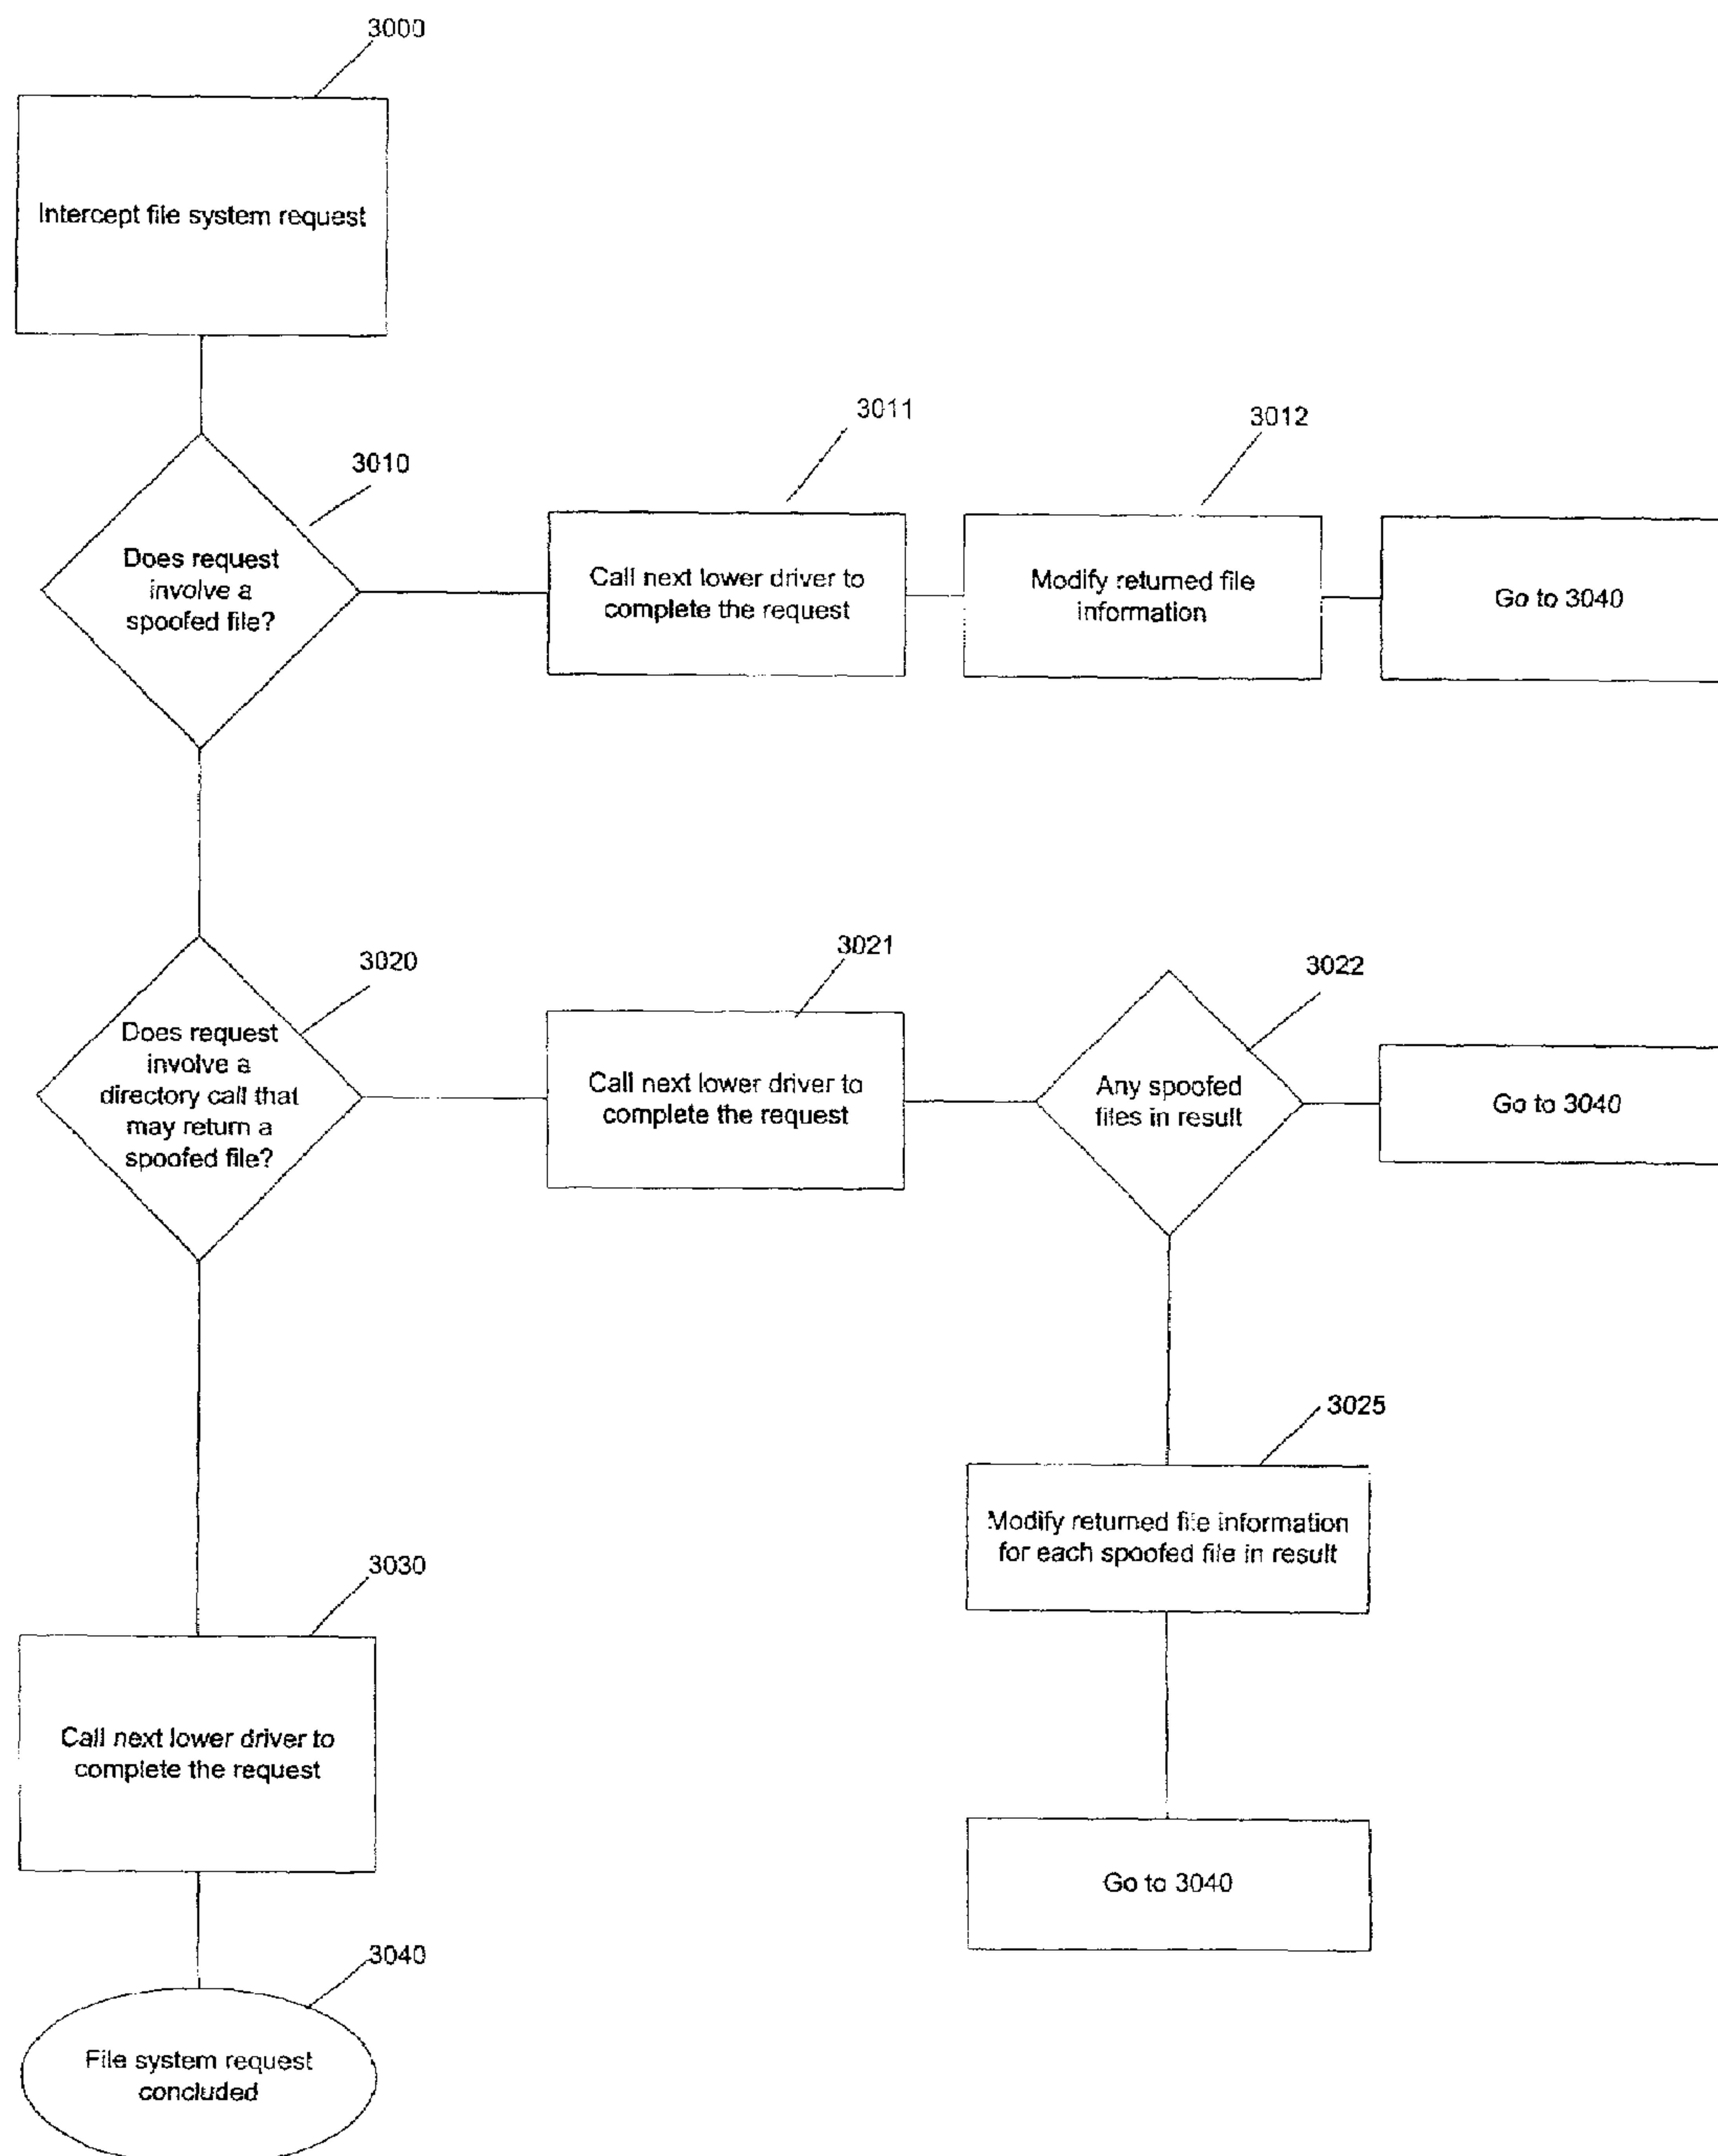 3000
Intercept file system request
3010
Does request
involve a
spoofed file?
3011
Call next lower driver to
complete the request
3012
Modify returned file
information
Go to 3040
3020
Does request
involve a
directory call that
may return a
spoofed file?
3021
Call next lower driver to
complete the request
3022
Any spoofed
files in result
Go to 3040
3025
Modify returned file information
for each spoofed file in result
Go to 3040
3030
Call next lower driver to
complete the request
3040
File system request
concluded